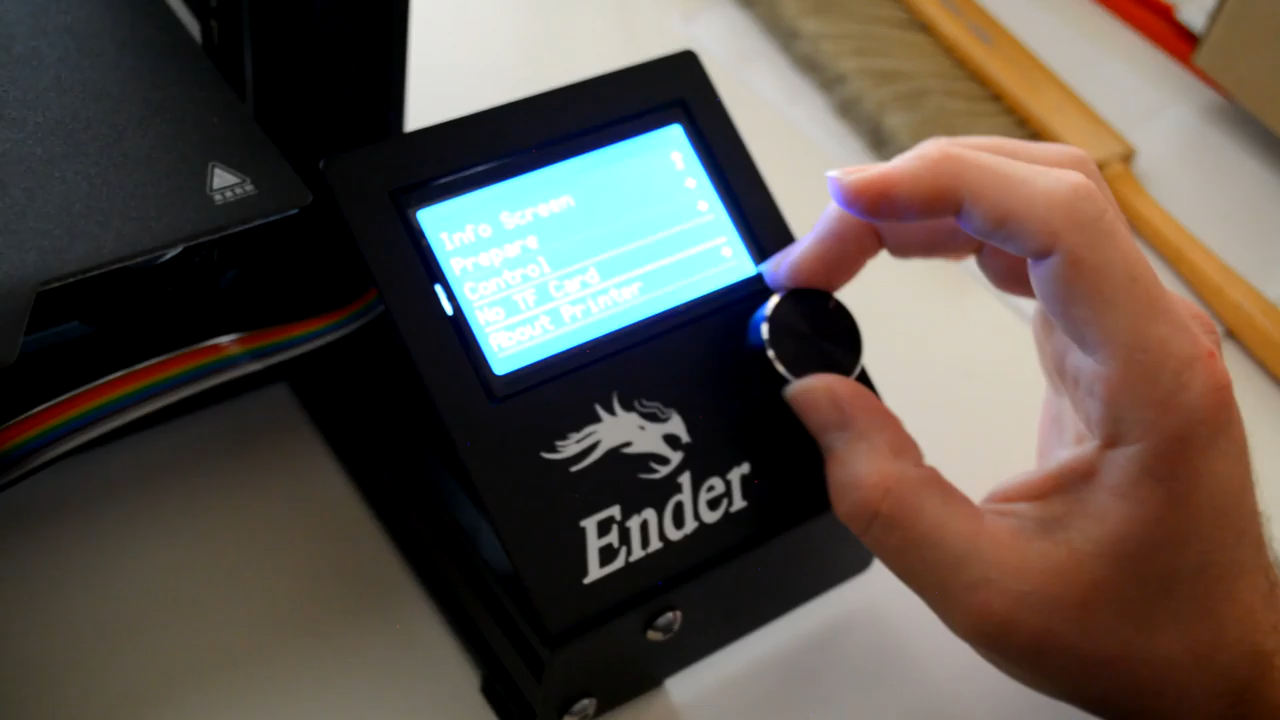 Info Screen
Prepare
Control
No TF Card
About Printer
Ender